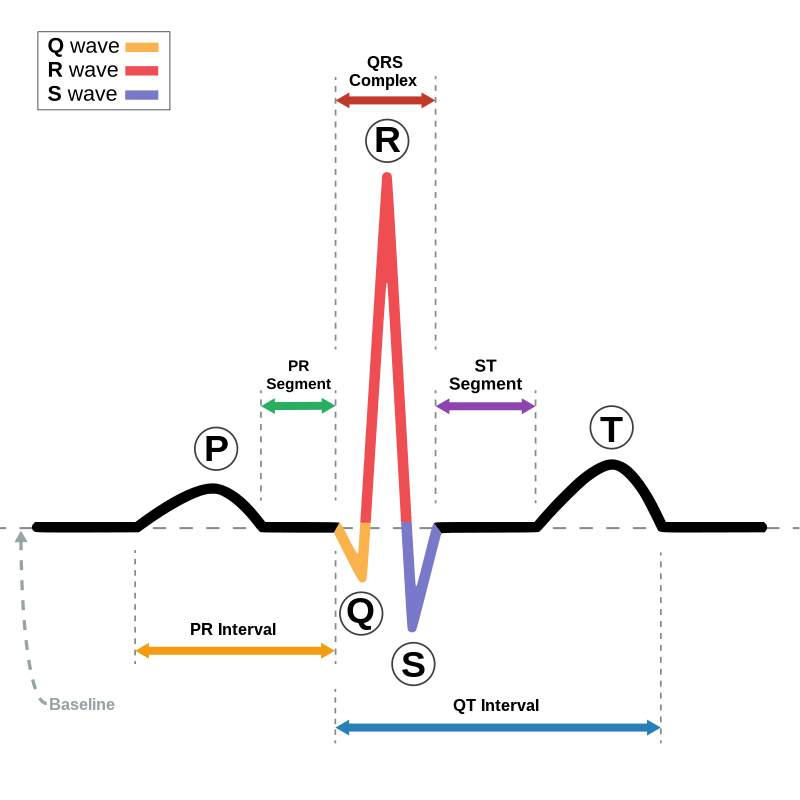 Q wave
R wave
S wave
QRS
Complex
R
PR
Segment
ST
Segment
P
T
Q
S
PR Interval
QT Interval
Baseline